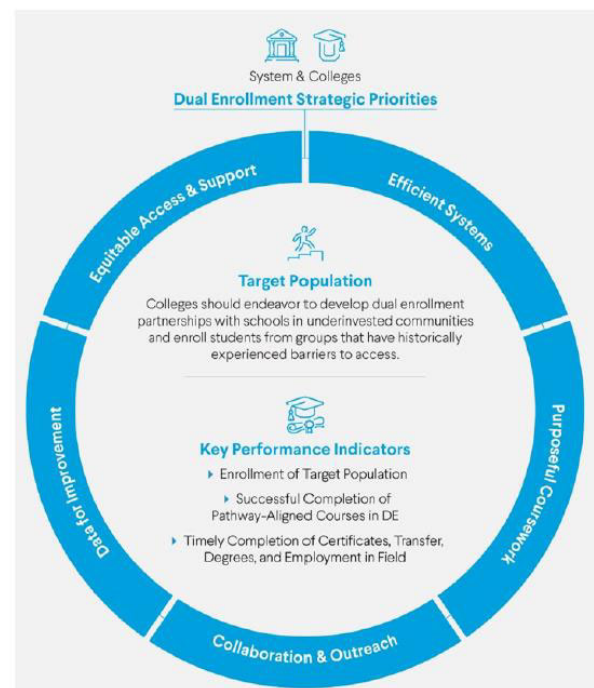 System & Colleges
Dual Enrollment Strategic Priorities
Equitable Access & Support
Efficient Systems
Target Population
Colleges should endeavor to develop dual enrollment
partnerships with schools in underinvested communities
and enroll students from groups that have historically
experienced barriers to access.
Data for Improvement
Purposeful Coursework
Key Performance Indicators
Enrollment of Target Population
Successful Completion of
Pathway-Aligned Courses in DE
Timely Completion of Certificates, Transfer,
Degrees, and Employment in Field
Collaboration & Outreach